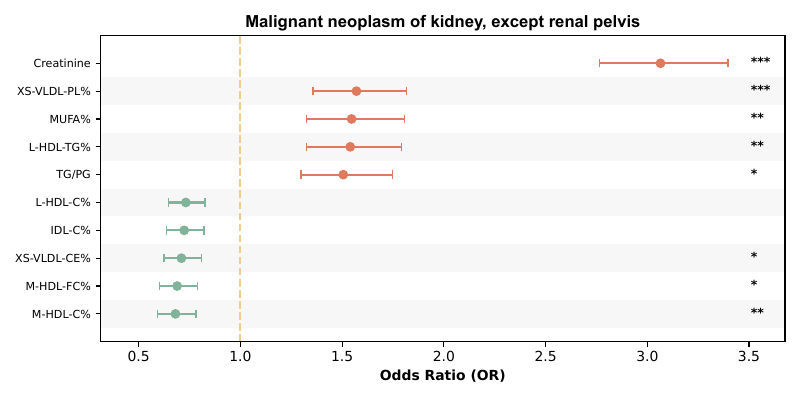 Malignant neoplasm of kidney, except renal pelvis
Creatinine ***
XS-VLDL-PL% ***
MUFA% **
L-HDL-TG% **
TG/PG *
L-HDL-C%
IDL-C%
XS-VLDL-CE% *
M-HDL-FC% *
M-HDL-C% **
0.5 1.0 1.5 2.0 2.5 3.0 3.5
Odds Ratio (OR)